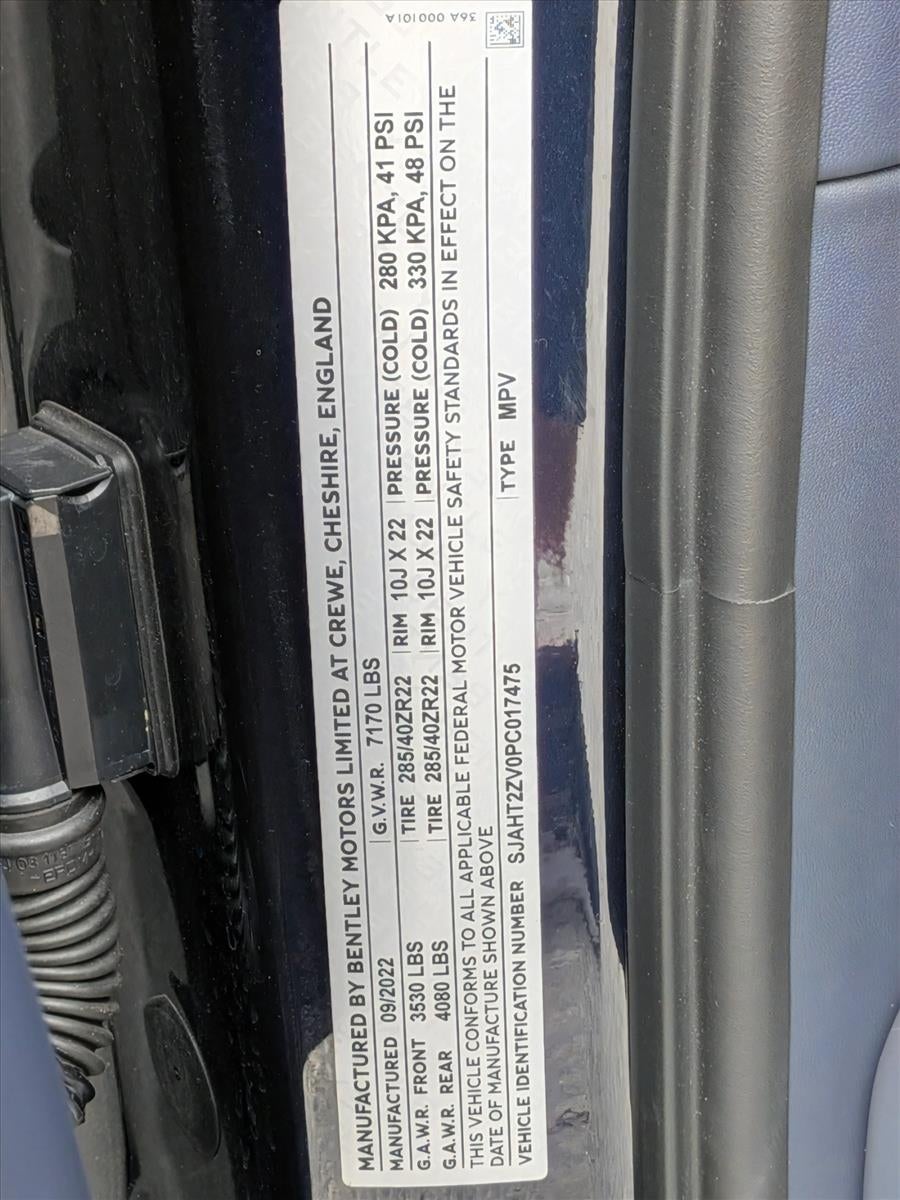 36A 000101A
MANUFACTURED BY BENTLEY MOTORS LIMITED AT CREWE, CHESHIRE, ENGLAND
MANUFACTURED 09/2022 G.V.W.R. 7170 LBS
G.A.W.R. FRONT 3530 LBS TIRE 285/40ZR22 RIM 10J X 22 PRESSURE (COLD) 280 KPA, 41 PSI
G.A.W.R. REAR 4080 LBS TIRE 285/40ZR22 RIM 10J X 22 PRESSURE (COLD) 330 KPA, 48 PSI
THIS VEHICLE CONFORMS TO ALL APPLICABLE FEDERAL MOTOR VEHICLE SAFETY STANDARDS IN EFFECT ON THE
DATE OF MANUFACTURE SHOWN ABOVE
VEHICLE IDENTIFICATION NUMBER SJAHT2ZV0PC017475 TYPE MPV